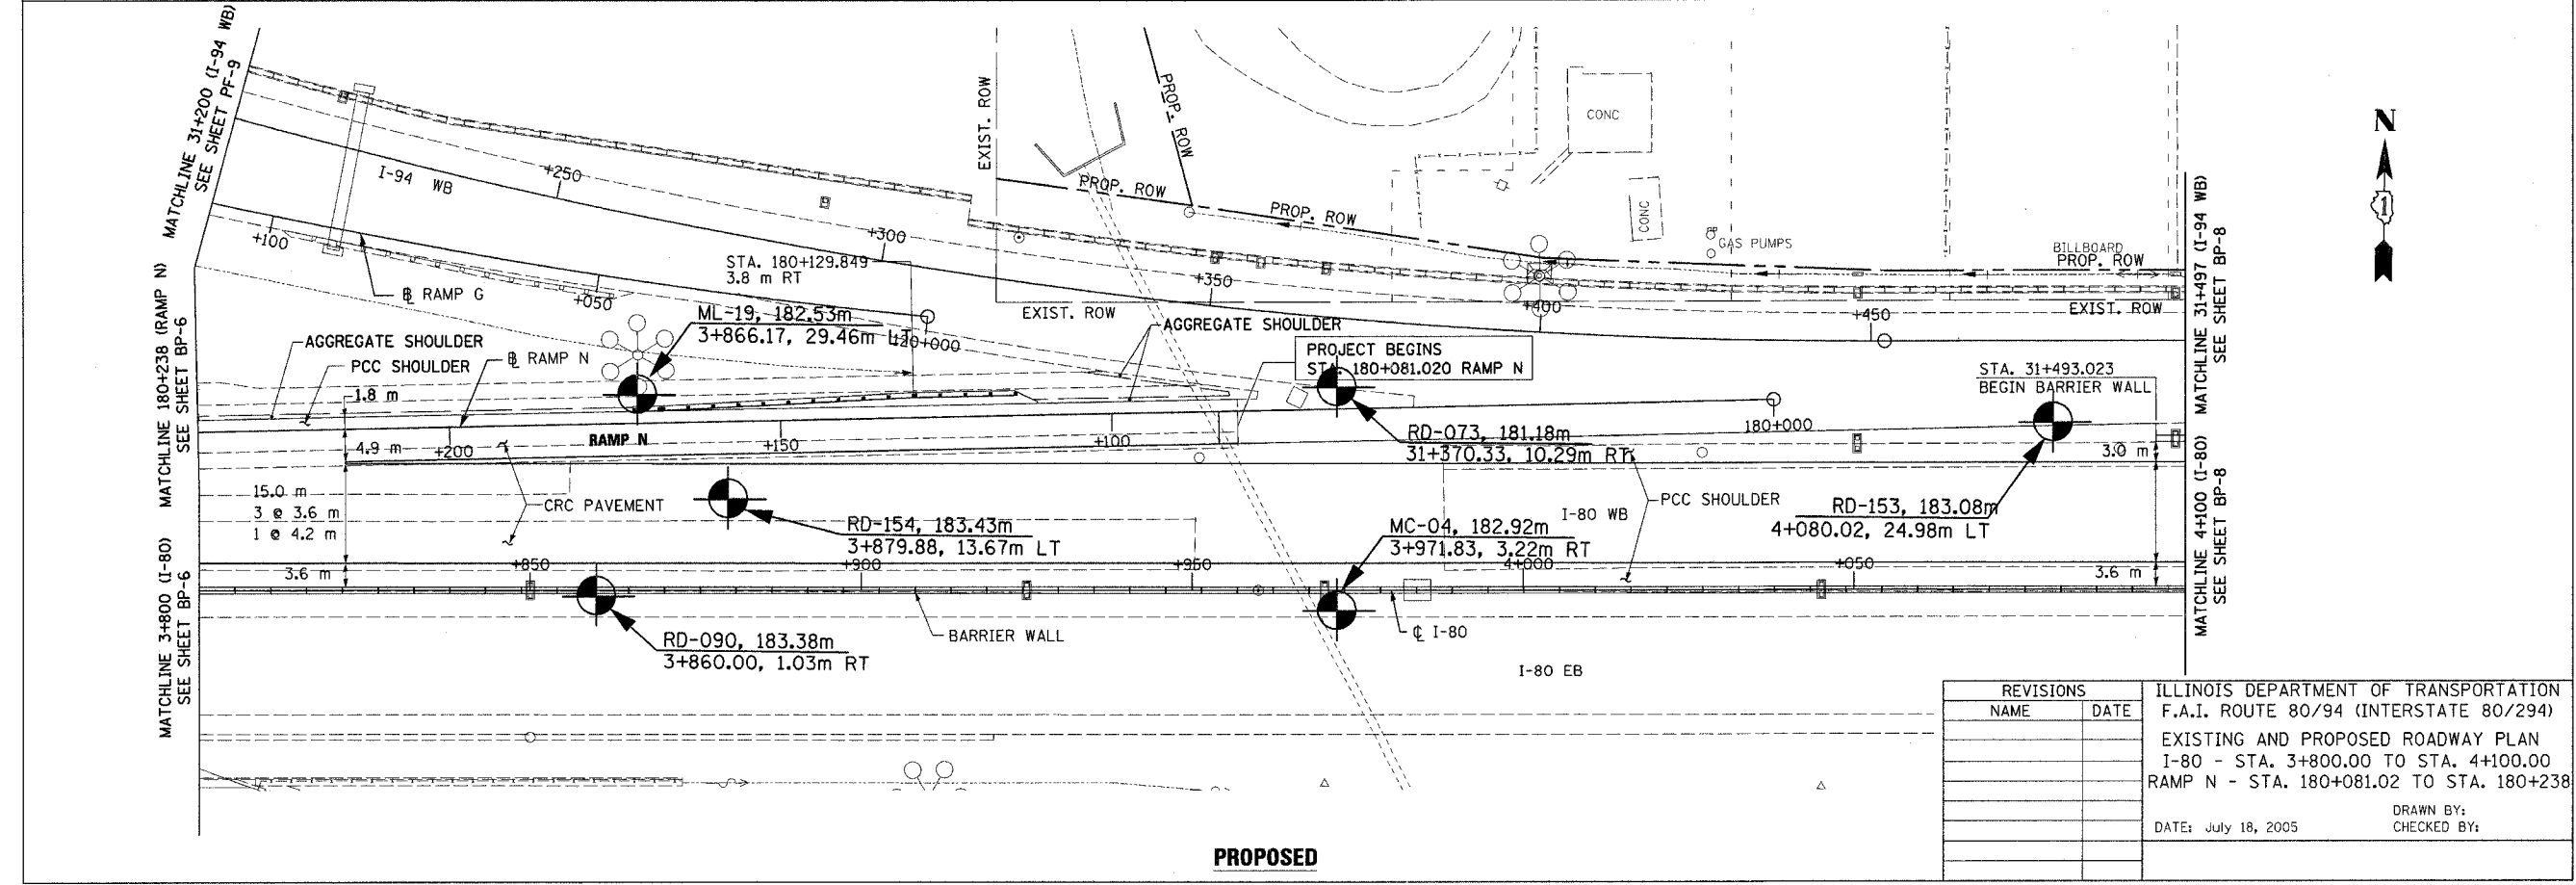 MATCHLINE 31+200 (I-94 WB)
SEE SHEET PF-9
MATCHLINE 180+238 (RAMP N)
SEE SHEET BP-6
MATCHLINE 3+800 (I-80)
SEE SHEET BP-6
I-94 WB
+250
+300
+350
+400
+450
+100
+050
120+000
℄ RAMP G
STA. 180+129.849
3.8 m RT
ML-19, 182.53m
3+866.17, 29.46m LT
EXIST. ROW
PROP. ROW
PROP. ROW
PROP. ROW
EXIST. ROW
CONC
CONC
GAS PUMPS
BILLBOARD
PROP. ROW
EXIST. ROW
AGGREGATE SHOULDER
PCC SHOULDER
℄ RAMP N
AGGREGATE SHOULDER
PROJECT BEGINS
STA. 180+081.020 RAMP N
STA. 31+493.023
BEGIN BARRIER WALL
1.8 m
4.9 m
+200
RAMP N
+150
+100
180+000
RD-073, 181.18m
31+370.33, 10.29m RT
3.0 m
15.0 m
3 @ 3.6 m
1 @ 4.2 m
CRC PAVEMENT
RD-154, 183.43m
3+879.88, 13.67m LT
MC-04, 182.92m
3+971.83, 3.22m RT
I-80 WB
PCC SHOULDER
RD-153, 183.08m
4+080.02, 24.98m LT
3.6 m
+850
+900
+950
4+000
+050
3.6 m
RD-090, 183.38m
3+860.00, 1.03m RT
BARRIER WALL
℄ I-80
I-80 EB
MATCHLINE 31+497 (I-94 WB)
SEE SHEET BP-8
MATCHLINE 4+100 (I-80)
SEE SHEET BP-8
N
1
REVISIONS
NAME DATE
ILLINOIS DEPARTMENT OF TRANSPORTATION
F.A.I. ROUTE 80/94 (INTERSTATE 80/294)
EXISTING AND PROPOSED ROADWAY PLAN
I-80 - STA. 3+800.00 TO STA. 4+100.00
RAMP N - STA. 180+081.02 TO STA. 180+238
DRAWN BY:
DATE: July 18, 2005
CHECKED BY:
PROPOSED